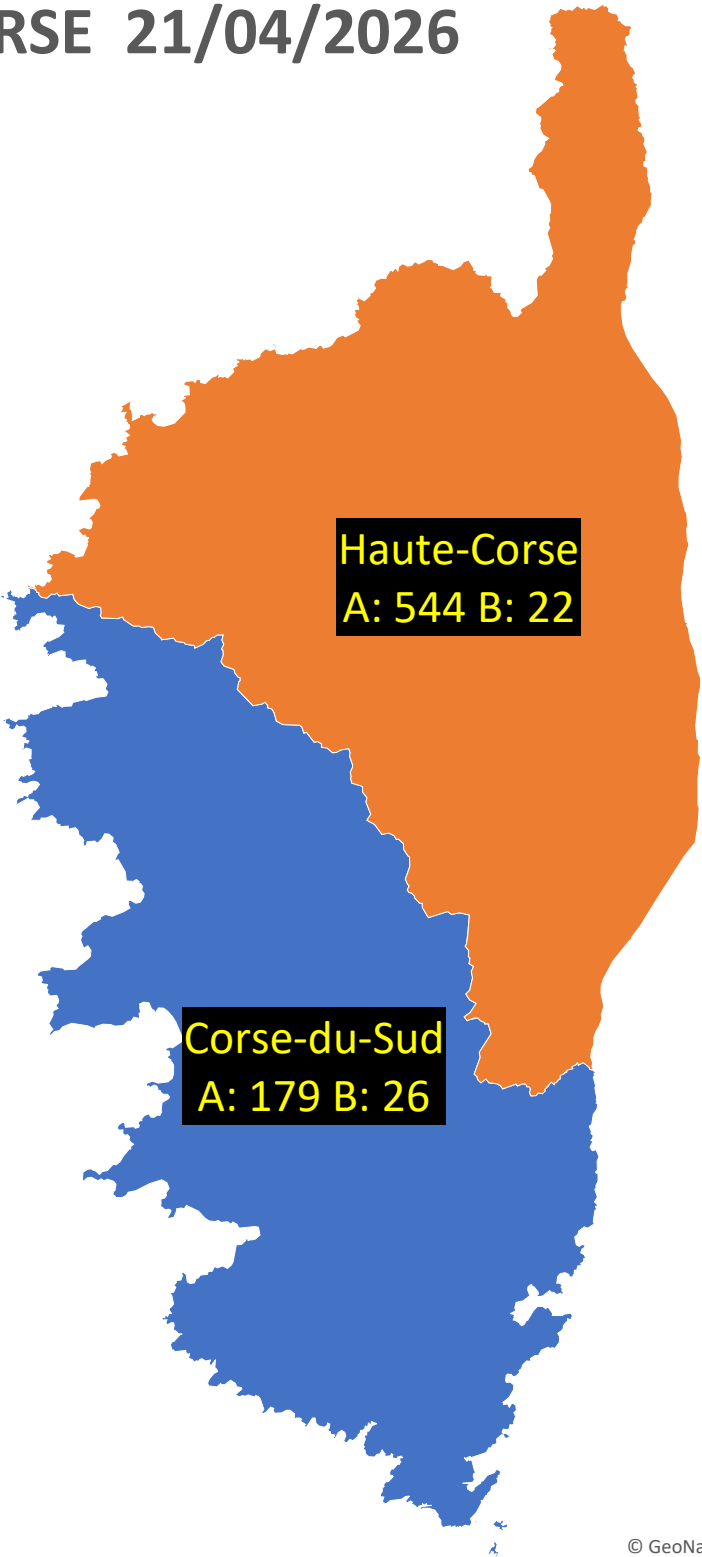 RSE 21/04/2026
Haute-Corse
A: 544 B: 22
Corse-du-Sud
A: 179 B: 26
© GeoNa